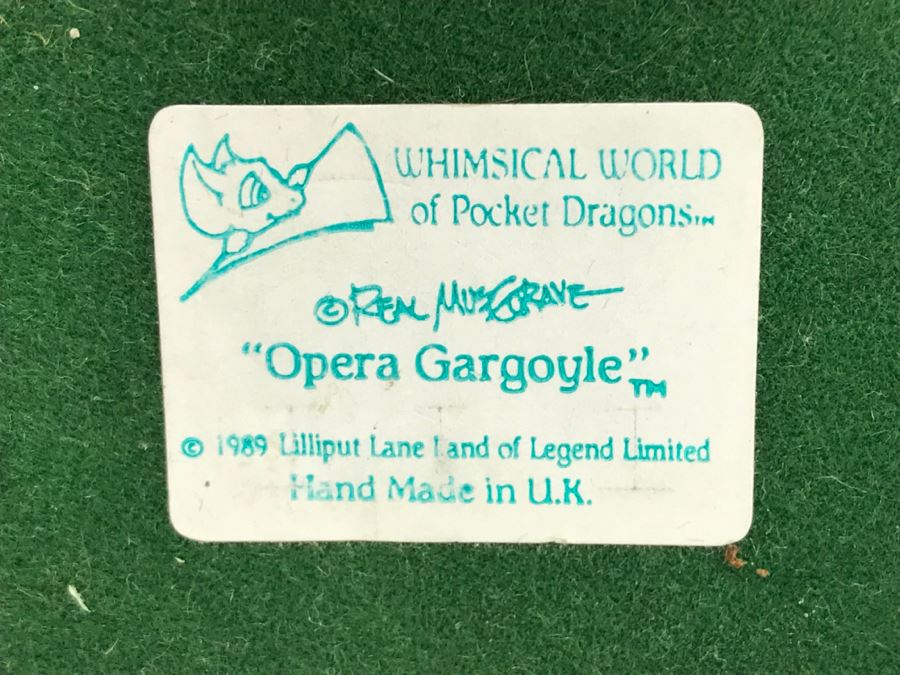 WHIMSICAL WORLD
of Pocket Dragons™
© REAL MUSGRAVE
"Opera Gargoyle"™
© 1989 Lilliput Lane Land of Legend Limited
Hand Made in U.K.